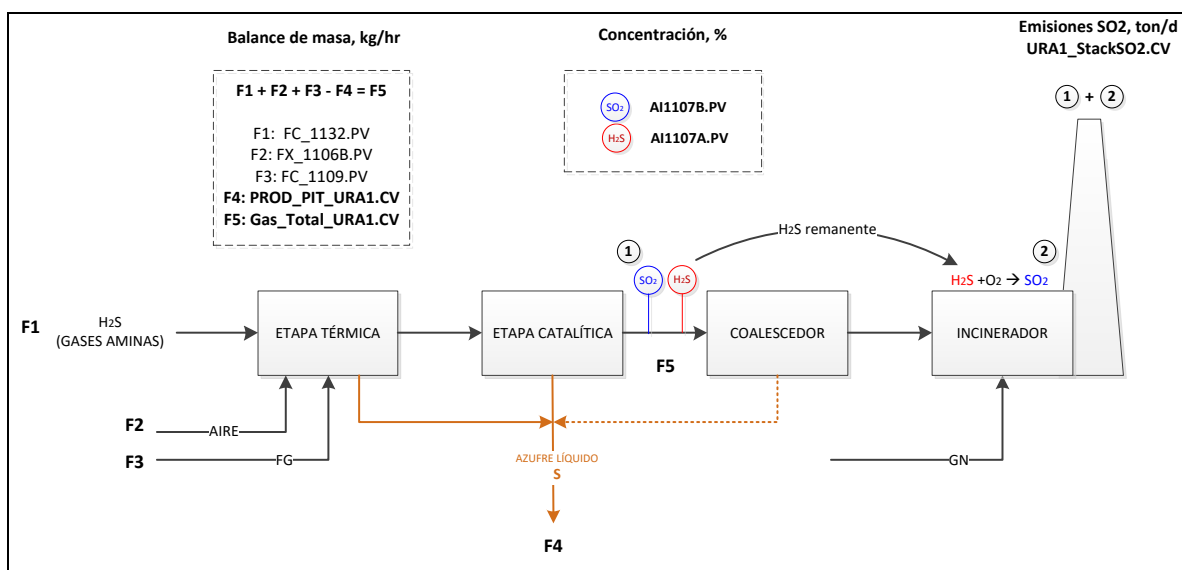 Balance de masa, kg/hr
F1 + F2 + F3 - F4 = F5
F1: FC_1132.PV
F2: FX_1106B.PV
F3: FC_1109.PV
F4: PROD_PIT_URA1.CV
F5: Gas_Total_URA1.CV
Concentración, %
SO₂ AI1107B.PV
H₂S AI1107A.PV
Emisiones SO2, ton/d
URA1_StackSO2.CV
1 + 2
H₂S remanente
1
2
SO₂
H₂S
H₂S +O₂ → SO₂
F1
H₂S
(GASES AMINAS)
ETAPA TÉRMICA
ETAPA CATALÍTICA
F5
COALESCEDOR
INCINERADOR
F2
AIRE
F3
FG
AZUFRE LÍQUIDO
S
GN
F4